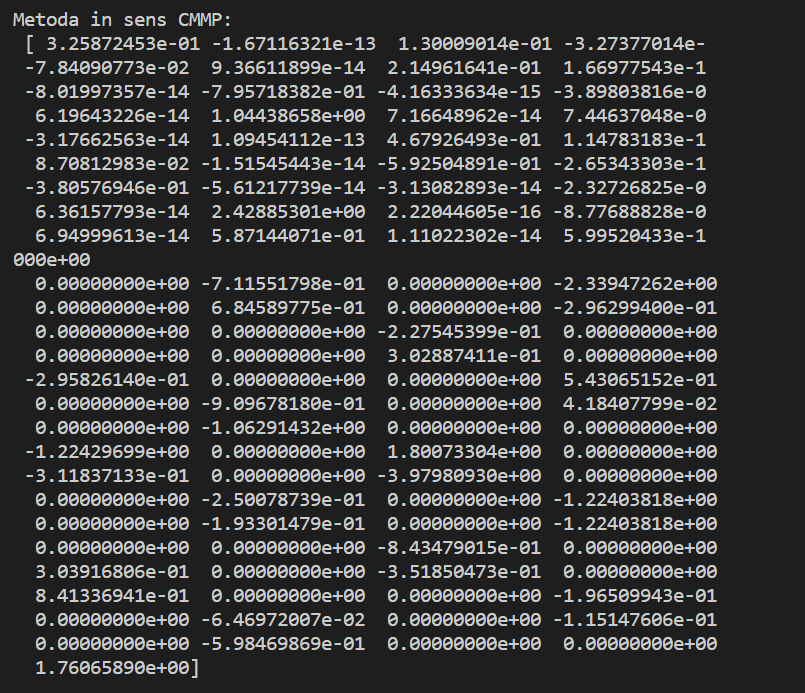 Metoda in sens CMMP:
[ 3.25872453e-01 -1.67116321e-13 1.30009014e-01 -3.27377014e-
-7.84090773e-02 9.36611899e-14 2.14961641e-01 1.66977543e-1
-8.01997357e-14 -7.95718382e-01 -4.16333634e-15 -3.89803816e-0
6.19643226e-14 1.04438658e+00 7.16648962e-14 7.44637048e-0
-3.17662563e-14 1.09454112e-13 4.67926493e-01 1.14783183e-1
8.70812983e-02 -1.51545443e-14 -5.92504891e-01 -2.65343303e-1
-3.80576946e-01 -5.61217739e-14 -3.13082893e-14 -2.32726825e-0
6.36157793e-14 2.42885301e+00 2.22044605e-16 -8.77688828e-0
6.94999613e-14 5.87144071e-01 1.11022302e-14 5.99520433e-1
000e+00
0.00000000e+00 -7.11551798e-01 0.00000000e+00 -2.33947262e+00
0.00000000e+00 6.84589775e-01 0.00000000e+00 -2.96299400e-01
0.00000000e+00 0.00000000e+00 -2.27545399e-01 0.00000000e+00
0.00000000e+00 0.00000000e+00 3.02887411e-01 0.00000000e+00
-2.95826140e-01 0.00000000e+00 0.00000000e+00 5.43065152e-01
0.00000000e+00 -9.09678180e-01 0.00000000e+00 4.18407799e-02
0.00000000e+00 -1.06291432e+00 0.00000000e+00 0.00000000e+00
-1.22429699e+00 0.00000000e+00 1.80073304e+00 0.00000000e+00
-3.11837133e-01 0.00000000e+00 -3.97980930e+00 0.00000000e+00
0.00000000e+00 -2.50078739e-01 0.00000000e+00 -1.22403818e+00
0.00000000e+00 -1.93301479e-01 0.00000000e+00 -1.22403818e+00
0.00000000e+00 0.00000000e+00 -8.43479015e-01 0.00000000e+00
3.03916806e-01 0.00000000e+00 -3.51850473e-01 0.00000000e+00
8.41336941e-01 0.00000000e+00 0.00000000e+00 -1.96509943e-01
0.00000000e+00 -6.46972007e-02 0.00000000e+00 -1.15147606e-01
0.00000000e+00 -5.98469869e-01 0.00000000e+00 0.00000000e+00
1.76065890e+00]